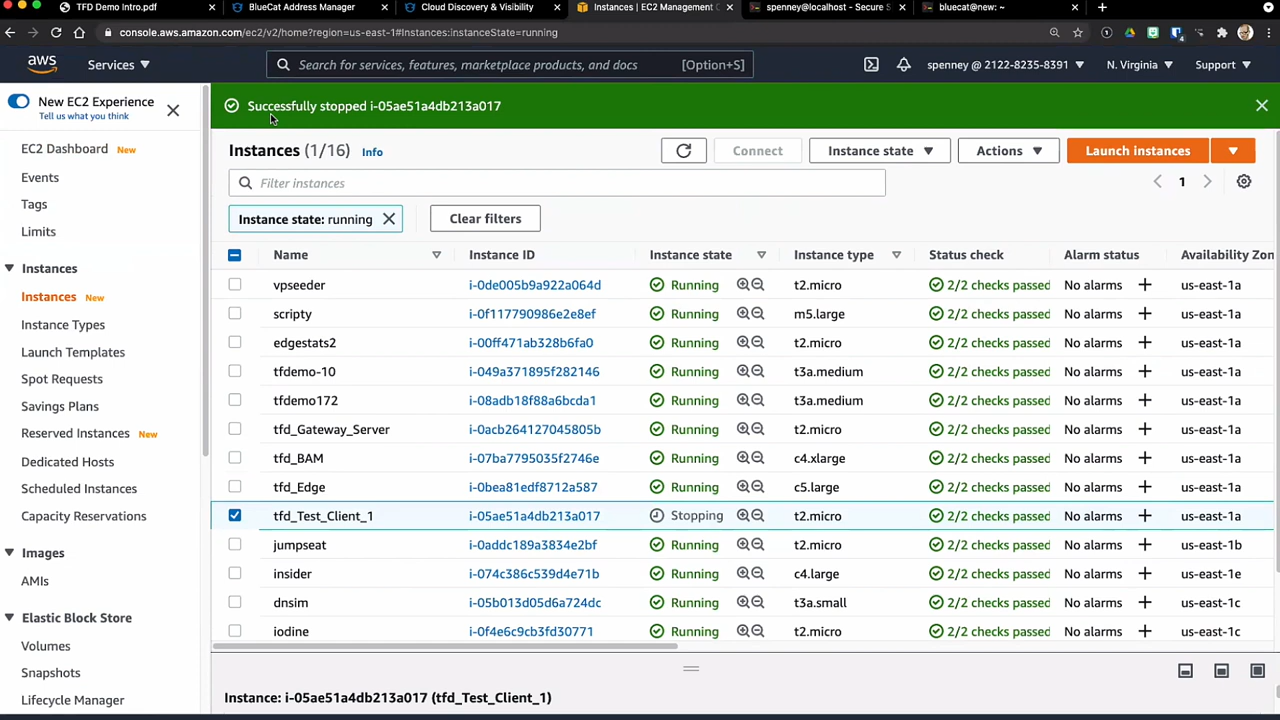 TFD Demo Intro.pdf
BlueCat Address Manager
Cloud Discovery & Visibility
Instances | EC2 Management C
spenney@localhost - Secure S
bluecat@new: ~
console.aws.amazon.com/ec2/v2/home?region=us-east-1#Instances:instanceState=running
aws
Services
Search for services, features, marketplace products, and docs
[Option+S]
spenney @ 2122-8235-8391
N. Virginia
Support
New EC2 Experience
Tell us what you think
EC2 Dashboard New
Events
Tags
Limits
Instances
Instances New
Instance Types
Launch Templates
Spot Requests
Savings Plans
Reserved Instances New
Dedicated Hosts
Scheduled Instances
Capacity Reservations
Images
AMIs
Elastic Block Store
Volumes
Snapshots
Lifecycle Manager
Successfully stopped i-05ae51a4db213a017
Instances (1/16) Info
Connect
Instance state
Actions
Launch instances
Filter instances
1
Instance state: running
Clear filters
Name Instance ID Instance state Instance type Status check Alarm status Availability Zon
vpseeder i-0de005b9a922a064d Running t2.micro 2/2 checks passed No alarms us-east-1a
scripty i-0f117790986e2e8ef Running m5.large 2/2 checks passed No alarms us-east-1a
edgestats2 i-00ff471ab328b6fa0 Running t2.micro 2/2 checks passed No alarms us-east-1a
tfdemo-10 i-049a371895f282146 Running t3a.medium 2/2 checks passed No alarms us-east-1a
tfdemo172 i-08adb18f88a6bcda1 Running t3a.medium 2/2 checks passed No alarms us-east-1a
tfd_Gateway_Server i-0acb264127045805b Running t2.micro 2/2 checks passed No alarms us-east-1a
tfd_BAM i-07ba7795035f2746e Running c4.xlarge 2/2 checks passed No alarms us-east-1a
tfd_Edge i-0bea81edf8712a587 Running c5.large 2/2 checks passed No alarms us-east-1a
tfd_Test_Client_1 i-05ae51a4db213a017 Stopping t2.micro 2/2 checks passed No alarms us-east-1a
jumpseat i-0addc189a3834e2bf Running t2.micro 2/2 checks passed No alarms us-east-1b
insider i-074c386c539d4e71b Running c4.large 2/2 checks passed No alarms us-east-1e
dnsim i-05b013d05d6a724dc Running t3a.small 2/2 checks passed No alarms us-east-1c
iodine i-0f4e6c9cb3fd30771 Running t2.micro 2/2 checks passed No alarms us-east-1c
Instance: i-05ae51a4db213a017 (tfd_Test_Client_1)